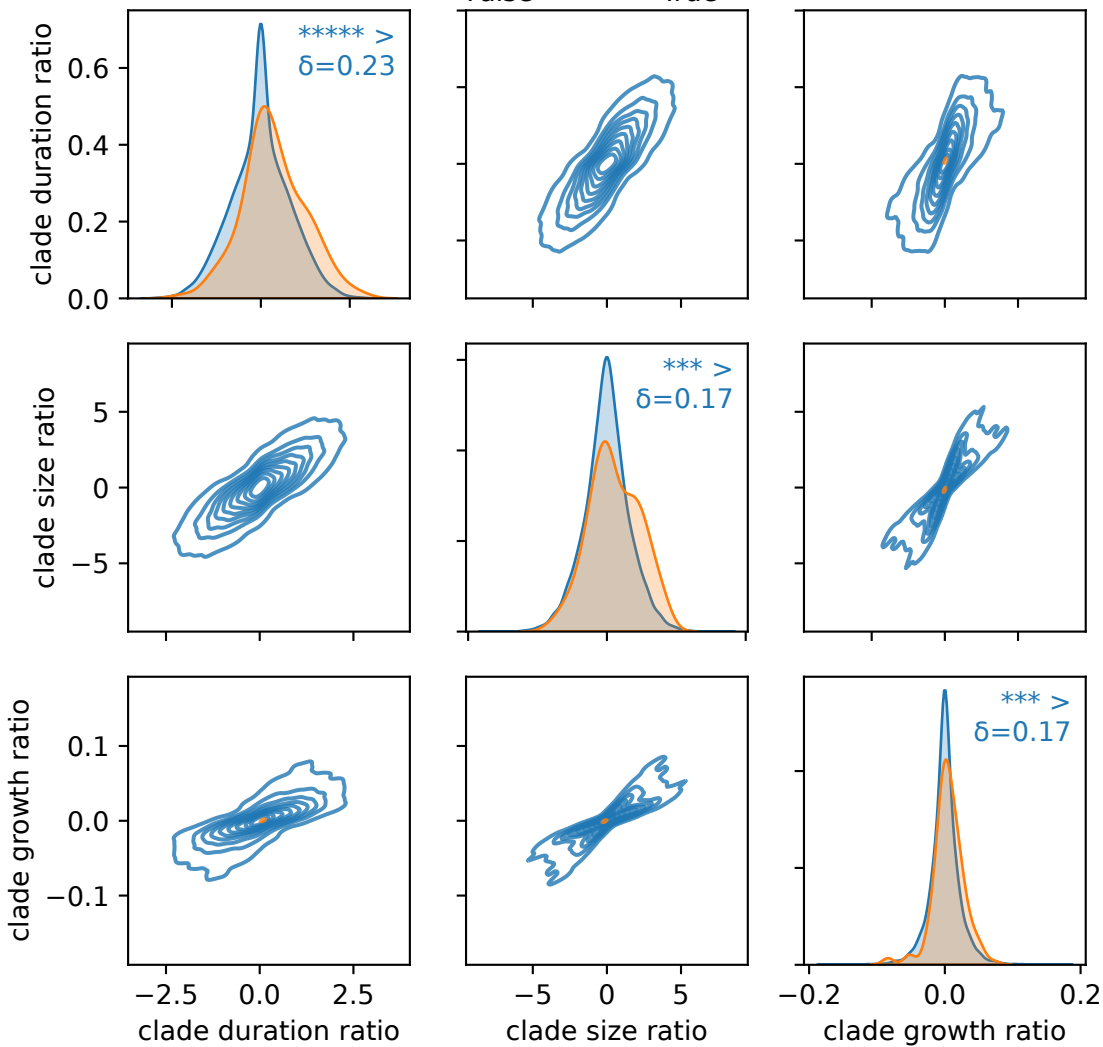 ***** >
δ=0.23
clade duration ratio
0.6
0.4
0.2
0.0
*** >
δ=0.17
clade size ratio
5
0
−5
*** >
δ=0.17
clade growth ratio
0.1
0.0
−0.1
−2.5 0.0 2.5 −5 0 5 −0.2 0.0 0.2
clade duration ratio clade size ratio clade growth ratio